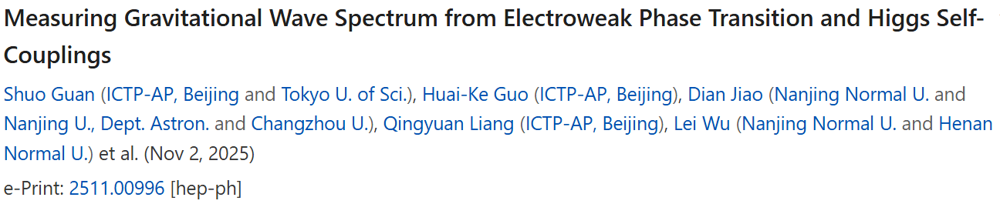 Measuring Gravitational Wave Spectrum from Electroweak Phase Transition and Higgs Self-
Couplings
Shuo Guan (ICTP-AP, Beijing and Tokyo U. of Sci.), Huai-Ke Guo (ICTP-AP, Beijing), Dian Jiao (Nanjing Normal U. and
Nanjing U., Dept. Astron. and Changzhou U.), Qingyuan Liang (ICTP-AP, Beijing), Lei Wu (Nanjing Normal U. and Henan
Normal U.) et al. (Nov 2, 2025)
e-Print: 2511.00996 [hep-ph]